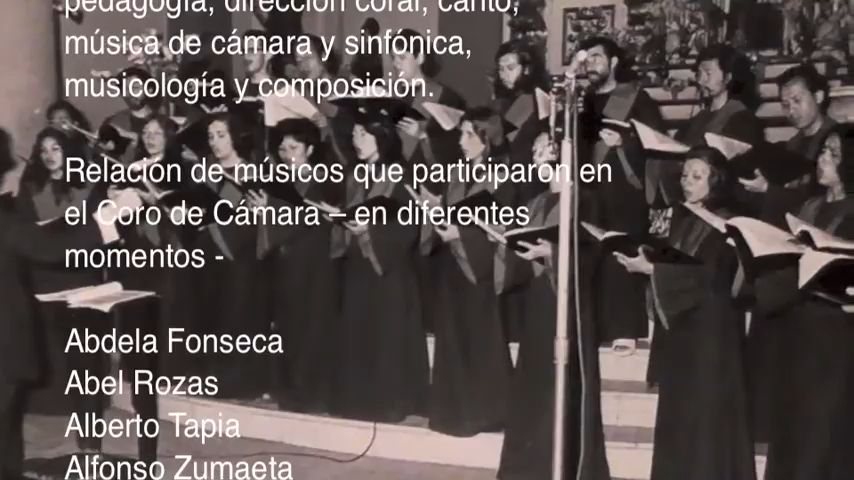 pedagogía, dirección coral, canto,
música de cámara y sinfónica,
musicología y composición.
Relación de músicos que participaron en
el Coro de Cámara – en diferentes
momentos -
Abdela Fonseca
Abel Rozas
Alberto Tapia
Alfonso Zumaeta